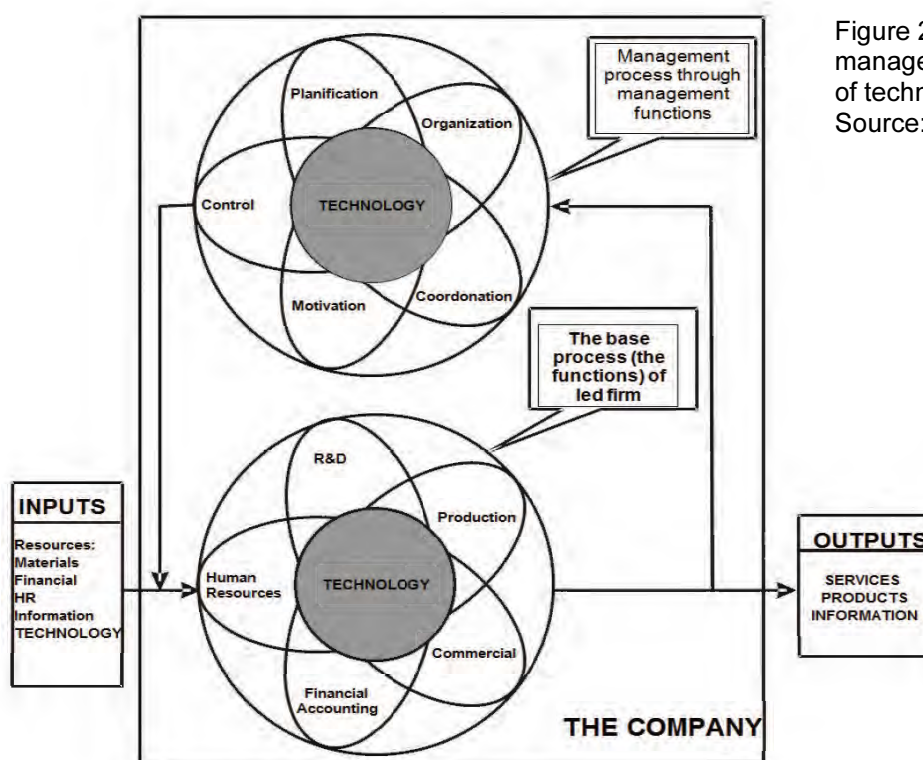 Figure 2
manage
of techn
Source:
Management
process through
management
functions
Planification
Organization
Control
TECHNOLOGY
Motivation
Coordonation
The base
process (the
functions) of
led firm
R&D
Production
Human
Resources
TECHNOLOGY
Commercial
Financial
Accounting
INPUTS
Resources:
Materials
Financial
HR
Information
TECHNOLOGY
OUTPUTS
SERVICES
PRODUCTS
INFORMATION
THE COMPANY